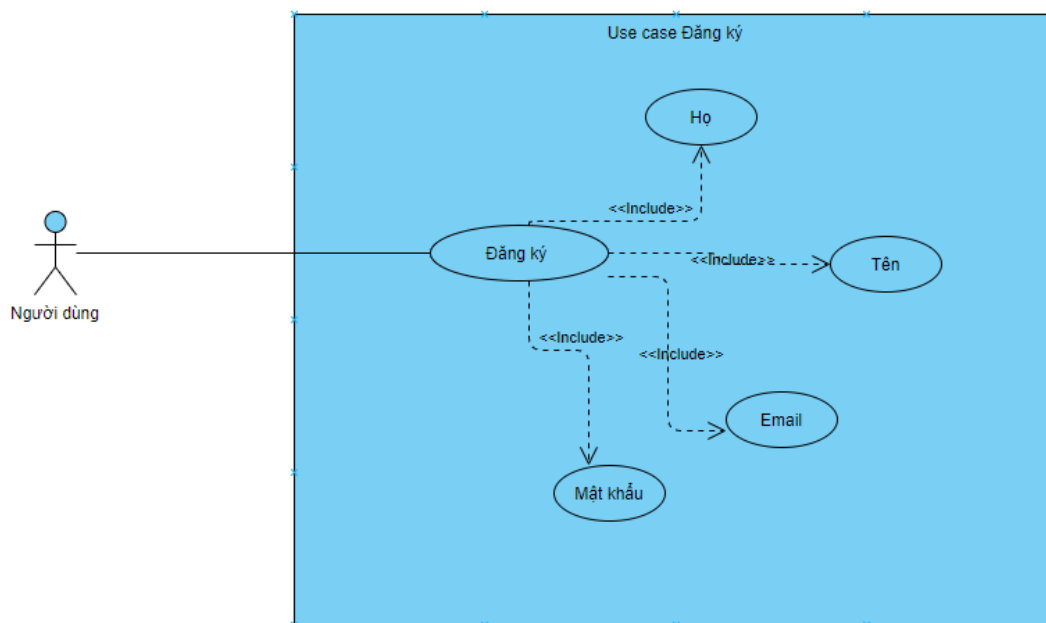 Use case Đăng ký
Họ
<<Include>>
Đăng ký
<<Include>>
Tên
Người dùng
<<Include>>
<<Include>>
Email
Mật khẩu